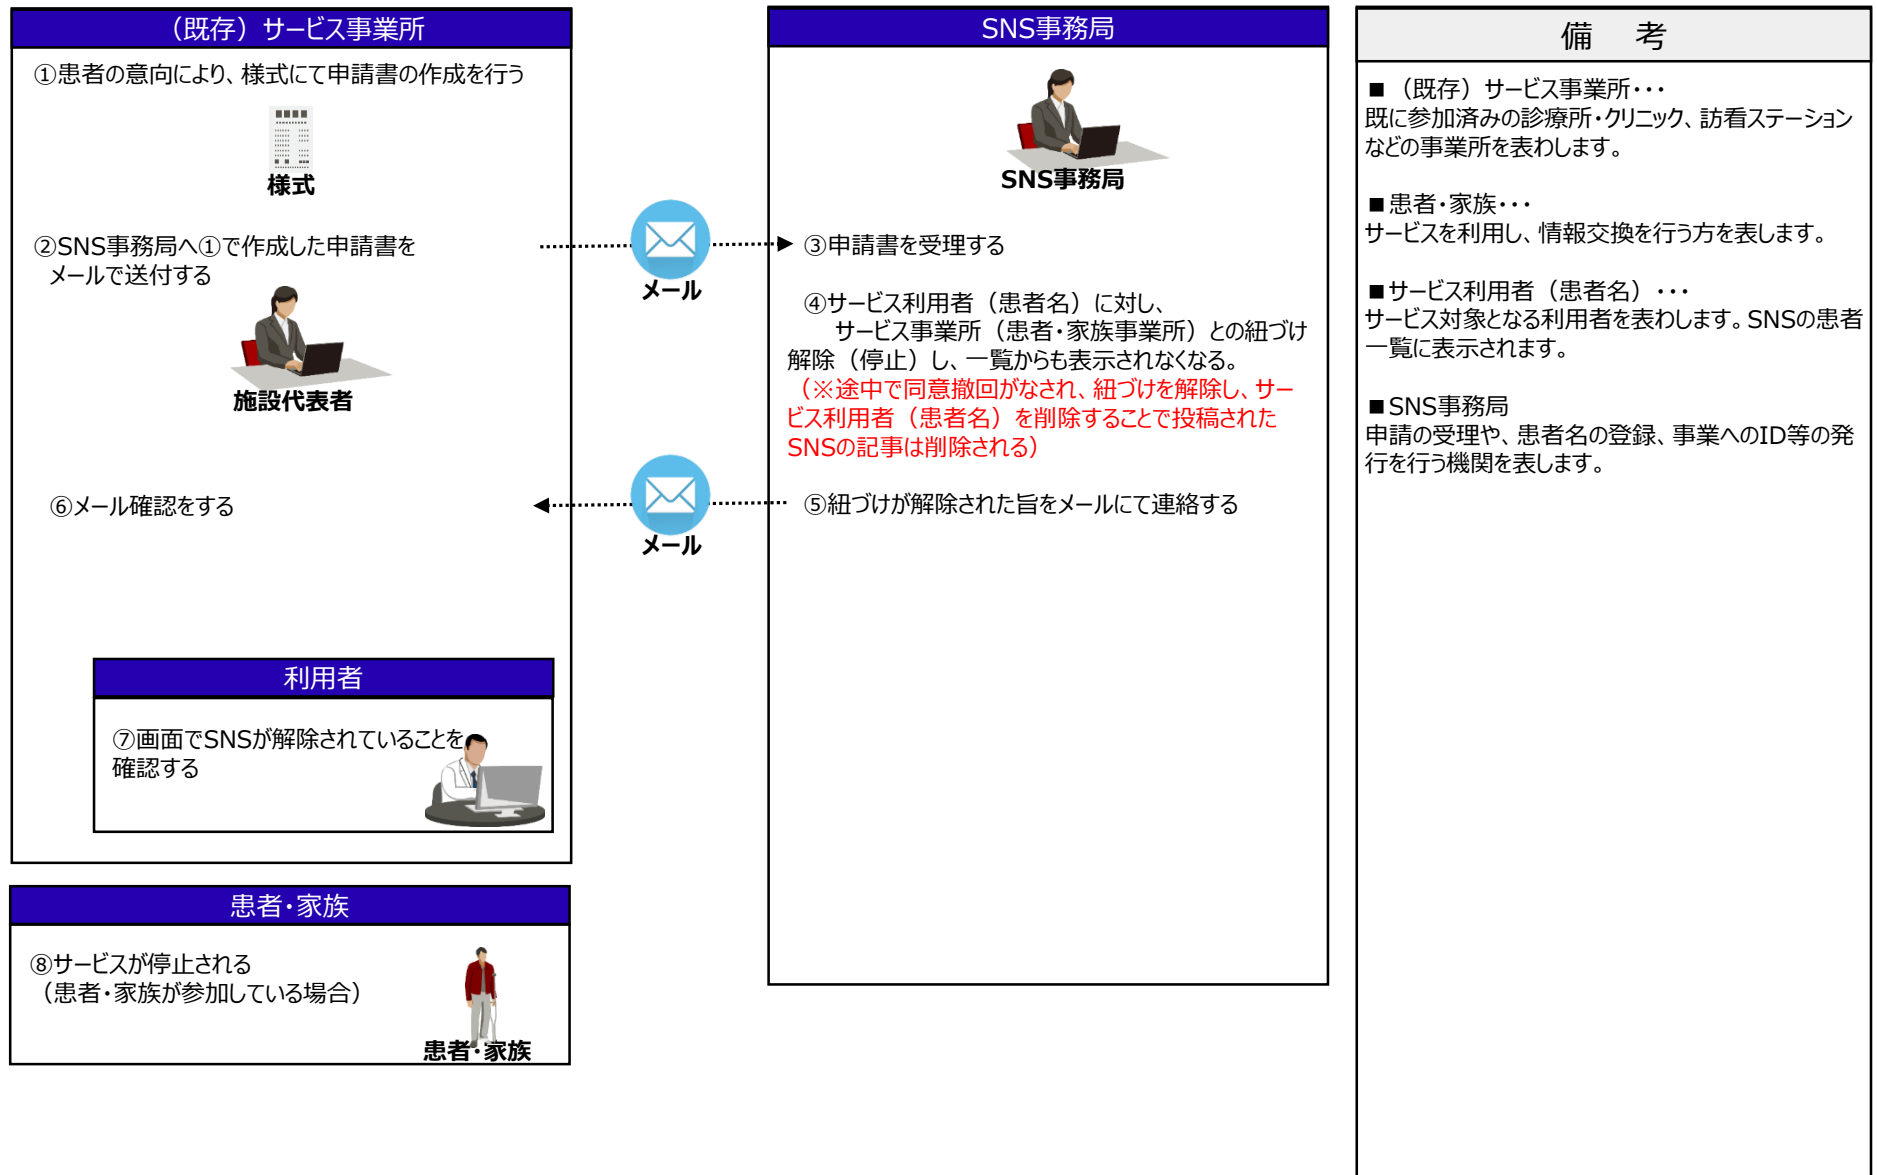 （既存）サービス事業所
①患者の意向により、様式にて申請書の作成を行う
様式
②SNS事務局へ①で作成した申請書を
メールで送付する
施設代表者
メール
⑥メール確認をする
メール
利用者
⑦画面でSNSが解除されていることを
確認する
患者・家族
⑧サービスが停止される
（患者・家族が参加している場合）
患者・家族
SNS事務局
SNS事務局
③申請書を受理する
④サービス利用者（患者名）に対し、
サービス事業所（患者・家族事業所）との紐づけ
解除（停止）し、一覧からも表示されなくなる。
（※途中で同意撤回がなされ、紐づけを解除し、サー
ビス利用者（患者名）を削除することで投稿された
SNSの記事は削除される）
⑤紐づけが解除された旨をメールにて連絡する
備　考
■（既存）サービス事業所・・・
既に参加済みの診療所・クリニック、訪看ステーション
などの事業所を表わします。
■患者・家族・・・
サービスを利用し、情報交換を行う方を表します。
■サービス利用者（患者名）・・・
サービス対象となる利用者を表わします。SNSの患者
一覧に表示されます。
■SNS事務局
申請の受理や、患者名の登録、事業へのID等の発
行を行う機関を表します。